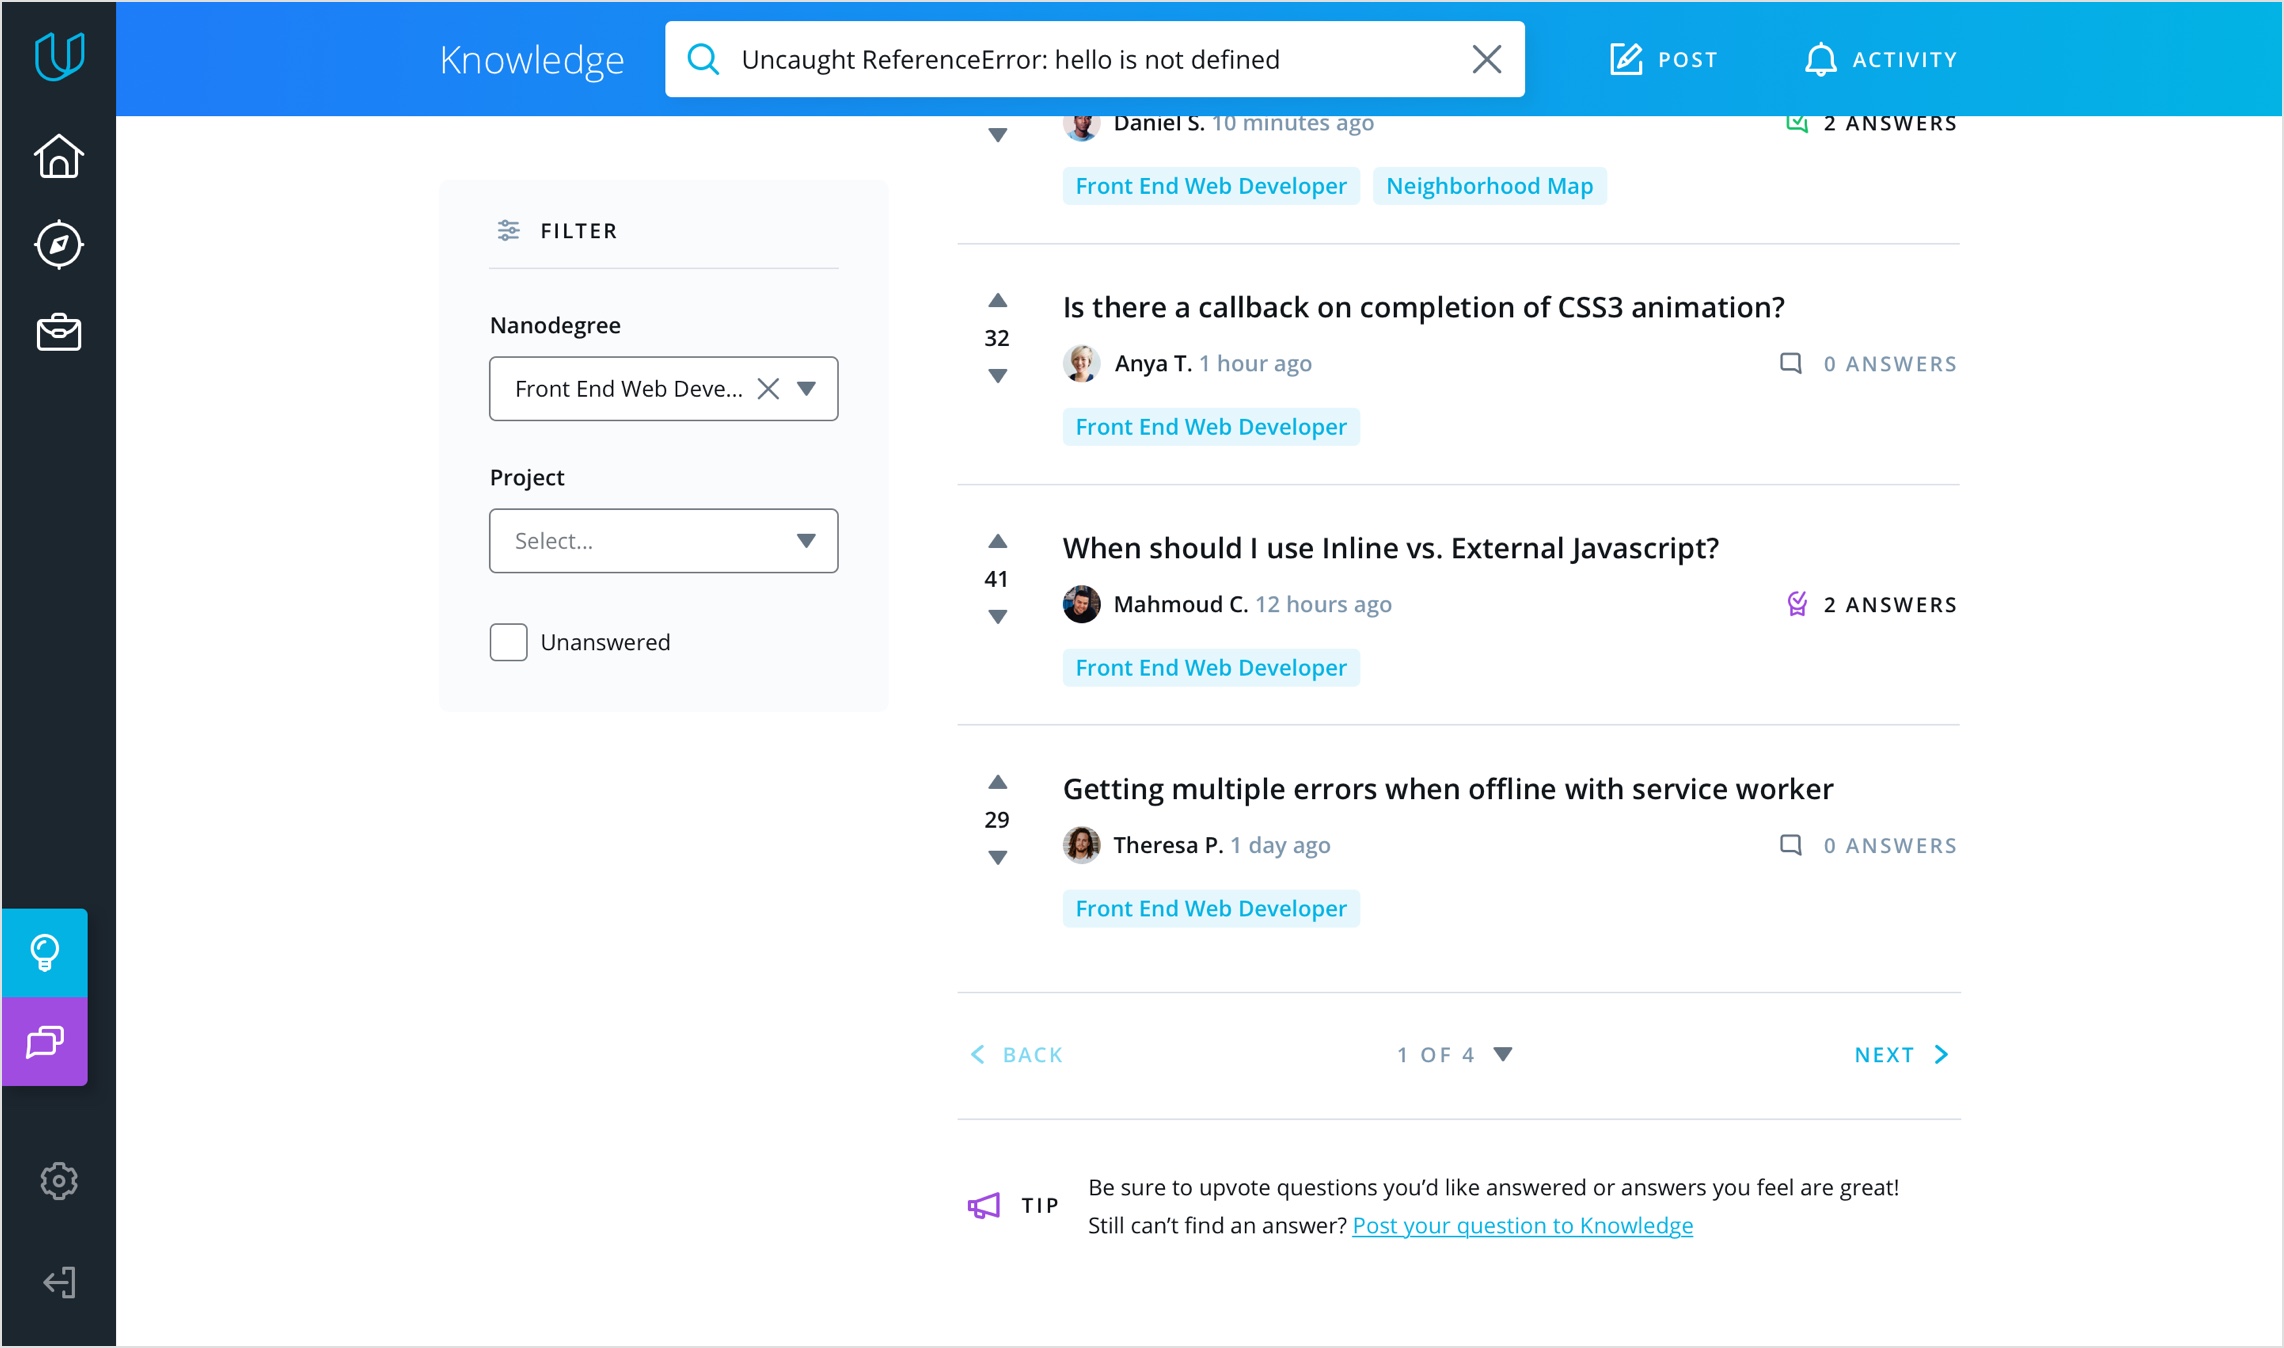 Knowledge
Uncaught ReferenceError: hello is not defined
POST
ACTIVITY
FILTER
Nanodegree
Front End Web Deve...
Project
Select...
Unanswered
Daniel S. 10 minutes ago
2 ANSWERS
Front End Web Developer
Neighborhood Map
Is there a callback on completion of CSS3 animation?
32
Anya T. 1 hour ago
0 ANSWERS
Front End Web Developer
When should I use Inline vs. External Javascript?
41
Mahmoud C. 12 hours ago
2 ANSWERS
Front End Web Developer
Getting multiple errors when offline with service worker
29
Theresa P. 1 day ago
0 ANSWERS
Front End Web Developer
BACK
1 OF 4
NEXT
TIP
Be sure to upvote questions you’d like answered or answers you feel are great!
Still can’t find an answer? Post your question to Knowledge